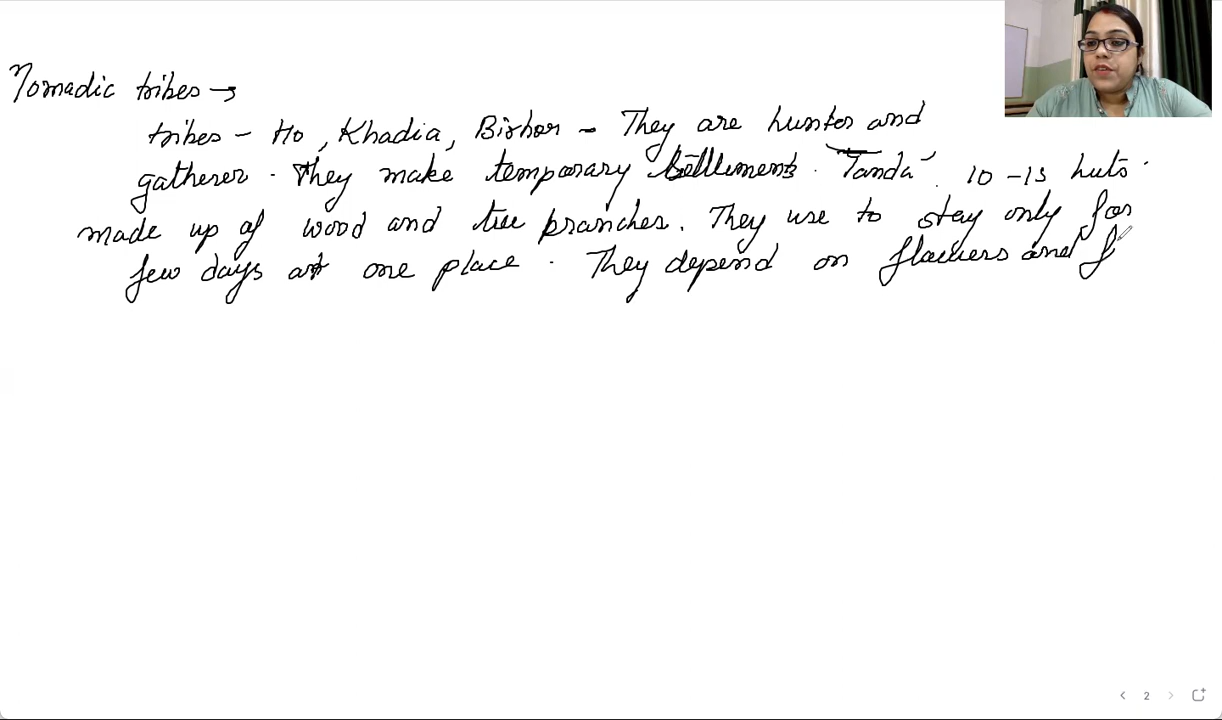 Nomadic tribes →
tribes - Ho, Khadia, Birhor - They are hunter and
gatherer. They make temporary settlements. Tanda. 10-15 huts.
made up of wood and tree branches. They use to stay only for
few days at one place. They depend on flowers and f
2